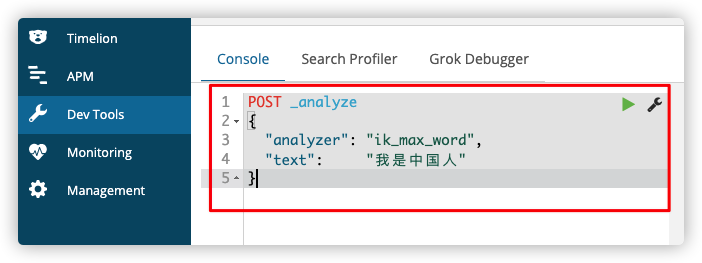 Timelion
APM
Dev Tools
Monitoring
Management
Console Search Profiler Grok Debugger
1 POST _analyze
2 {
3 "analyzer": "ik_max_word",
4 "text": "我是中国人"
5 }